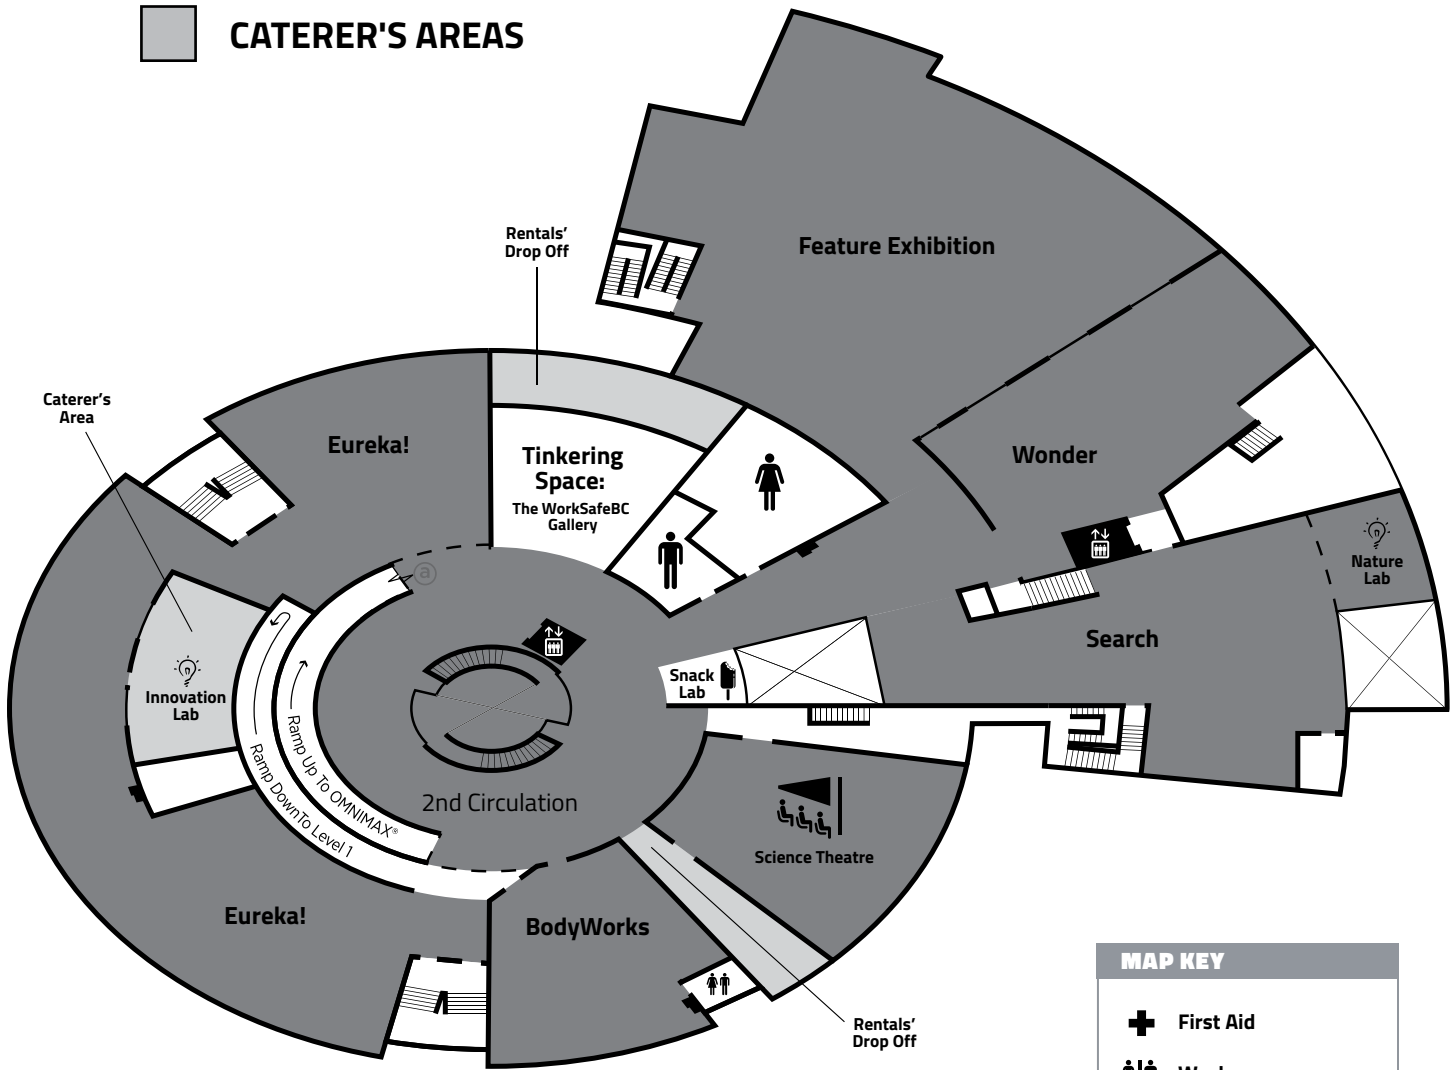 CATERER'S AREAS
Rentals’
Drop Off
Feature Exhibition
Caterer’s
Area
Eureka!
Tinkering
Space:
The WorkSafeBC
Gallery
Wonder
Nature
Lab
ⓐ
Search
Snack
Lab
Innovation
Lab
Ramp Up To OMNIMAX®
Ramp DownTo Level 1
2nd Circulation
Science Theatre
Eureka!
BodyWorks
Rentals’
Drop Off
MAP KEY
First Aid